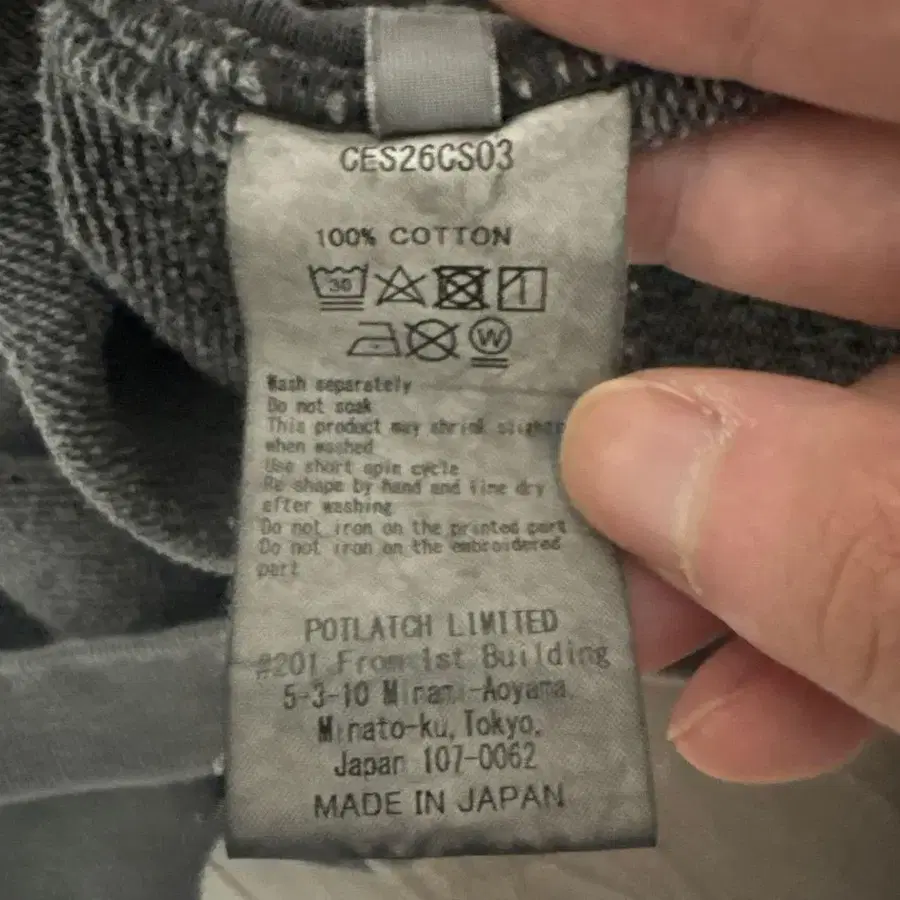 CES26CS03
100% COTTON
30
W
Wash separately
Do not soak
This product may shrink
when washed
Use short spin cycle
Re shape by hand and line dry
after washing
Do not iron on the printed part
Do not iron on the embroidered
part
POTLATCH LIMITED
#201 From 1st Building
5-3-10 Minami-Aoyama,
Minato-ku, Tokyo,
Japan 107-0062
MADE IN JAPAN